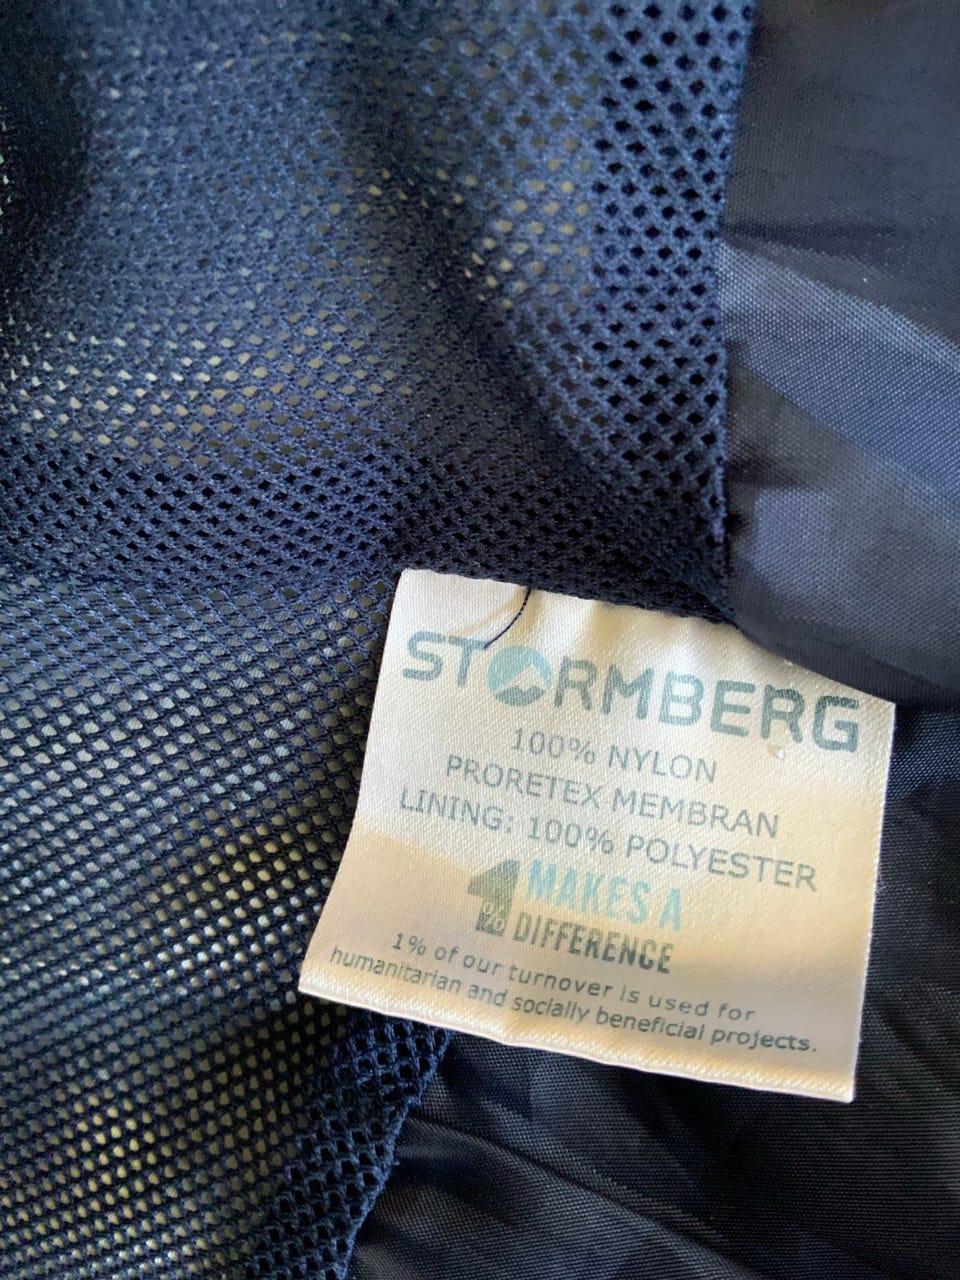 STORMBERG
100% NYLON
PRORETEX MEMBRAN
LINING: 100% POLYESTER
1% MAKES A
DIFFERENCE
1% of our turnover is used for
humanitarian and socially beneficial projects.